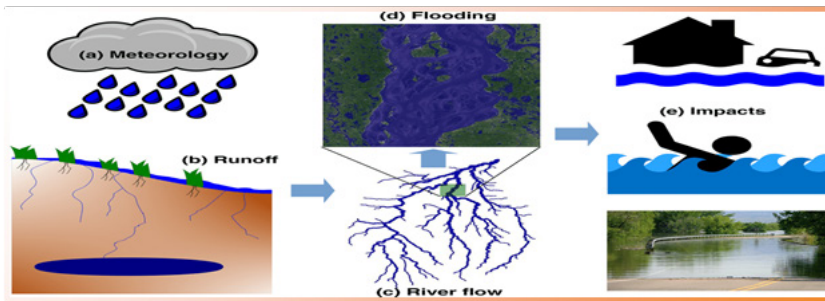 (a) Meteorology
(b) Runoff
(c) River flow
(d) Flooding
(e) Impacts